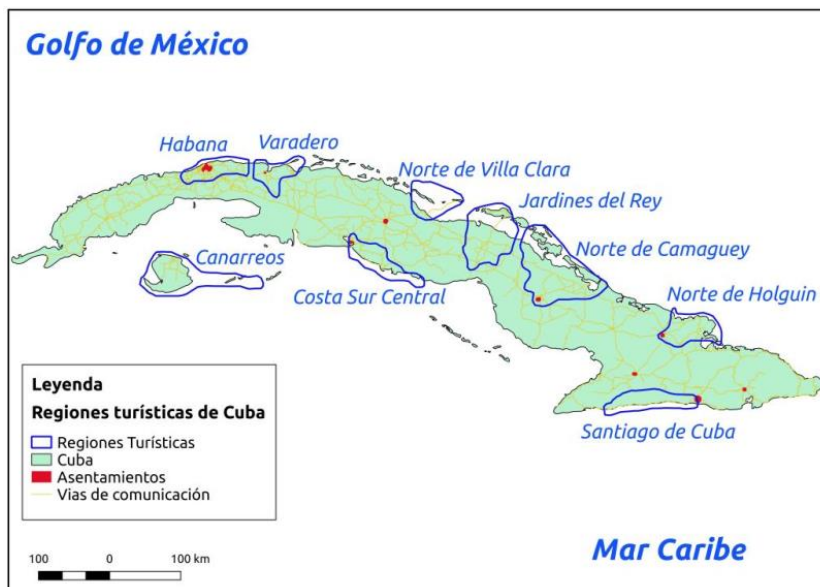 Golfo de México
Habana
Varadero
Norte de Villa Clara
Jardines del Rey
Norte de Camaguey
Canarreos
Costa Sur Central
Norte de Holguin
Santiago de Cuba
Leyenda
Regiones turísticas de Cuba
Regiones Turísticas
Cuba
Asentamientos
Vias de comunicación
100 0 100 km
Mar Caribe